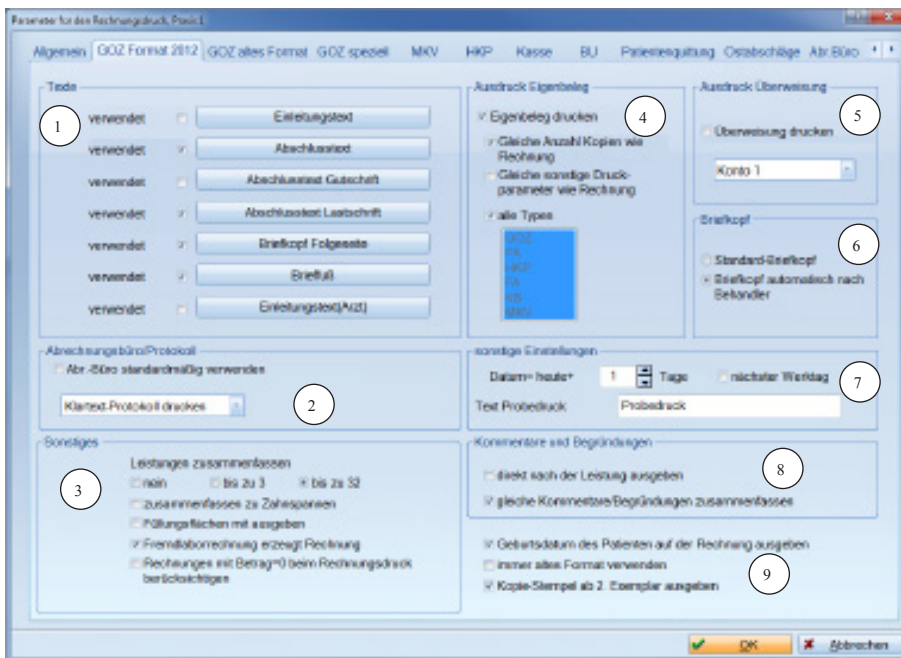 Parameter für den Rechnungsdruck, Praxis 1
Allgemein GOZ Format 2012 GOZ altes Format GOZ speziell MKV HKP Kasse BU Patientenquittung Ostabschläge Abr.Büro
Texte
1
verwendet Einleitungstext
verwendet Abschlusstext
verwendet Abschlusstext Gutschrift
verwendet Abschlusstext Lastschrift
verwendet Briefkopf Folgeseite
verwendet Brieffuß
verwendet Einleitungstext(Arzt)
Ausdruck Eigenbeleg
4
Eigenbeleg drucken
Gleiche Anzahl Kopien wie
Rechnung
Gleiche sonstige Druck-
parameter wie Rechnung
alle Typen
GOZ
PA
HKP
Ausdruck Überweisung
5
Überweisung drucken
Konto 1
Briefkopf
6
Standard-Briefkopf
Briefkopf automatisch nach
Behandler
Abrechnungsbüro/Protokoll
Abr.-Büro standardmäßig verwenden
Klartext-Protokoll drucken
2
sonstige Einstellungen
Datum= heute+ 1 Tage nächster Werktag
7
Text Probedruck Probedruck
Sonstiges
3
Leistungen zusammenfassen
nein bis zu 3 bis zu 32
zusammenfassen zu Zahnspannen
Füllungsflächen mit ausgeben
Fremdlaborrechnung erzeugt Rechnung
Rechnungen mit Betrag=0 beim Rechnungsdruck
berücksichtigen
Kommentare und Begründungen
8
direkt nach der Leistung ausgeben
gleiche Kommentare/Begründungen zusammenfassen
Geburtsdatum des Patienten auf der Rechnung ausgeben
immer altes Format verwenden
9
Kopie-Stempel ab 2. Exemplar ausgeben
OK Abbrechen